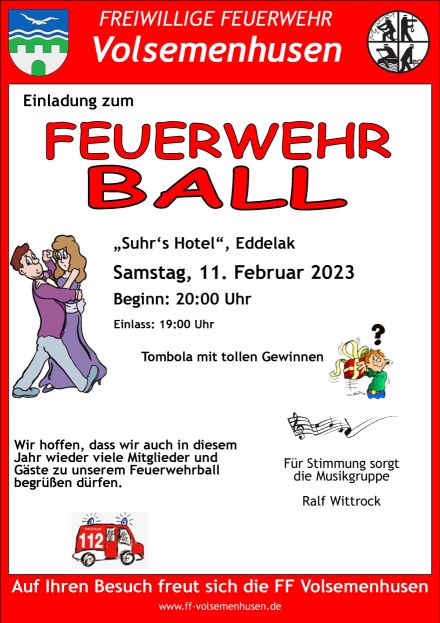 FREIWILLIGE FEUERWEHR
Volsemenhusen
Einladung zum
FEUERWEHR
BALL
„Suhr‘s Hotel“, Eddelak
Samstag, 11. Februar 2023
Beginn: 20:00 Uhr
Einlass: 19:00 Uhr
Tombola mit tollen Gewinnen
?
Wir hoffen, dass wir auch in diesem
Jahr wieder viele Mitglieder und
Gäste zu unserem Feuerwehrball
begrüßen dürfen.
Für Stimmung sorgt
die Musikgruppe
Ralf Wittrock
112
Auf Ihren Besuch freut sich die FF Volsemenhusen
www.ff-volsemenhusen.de